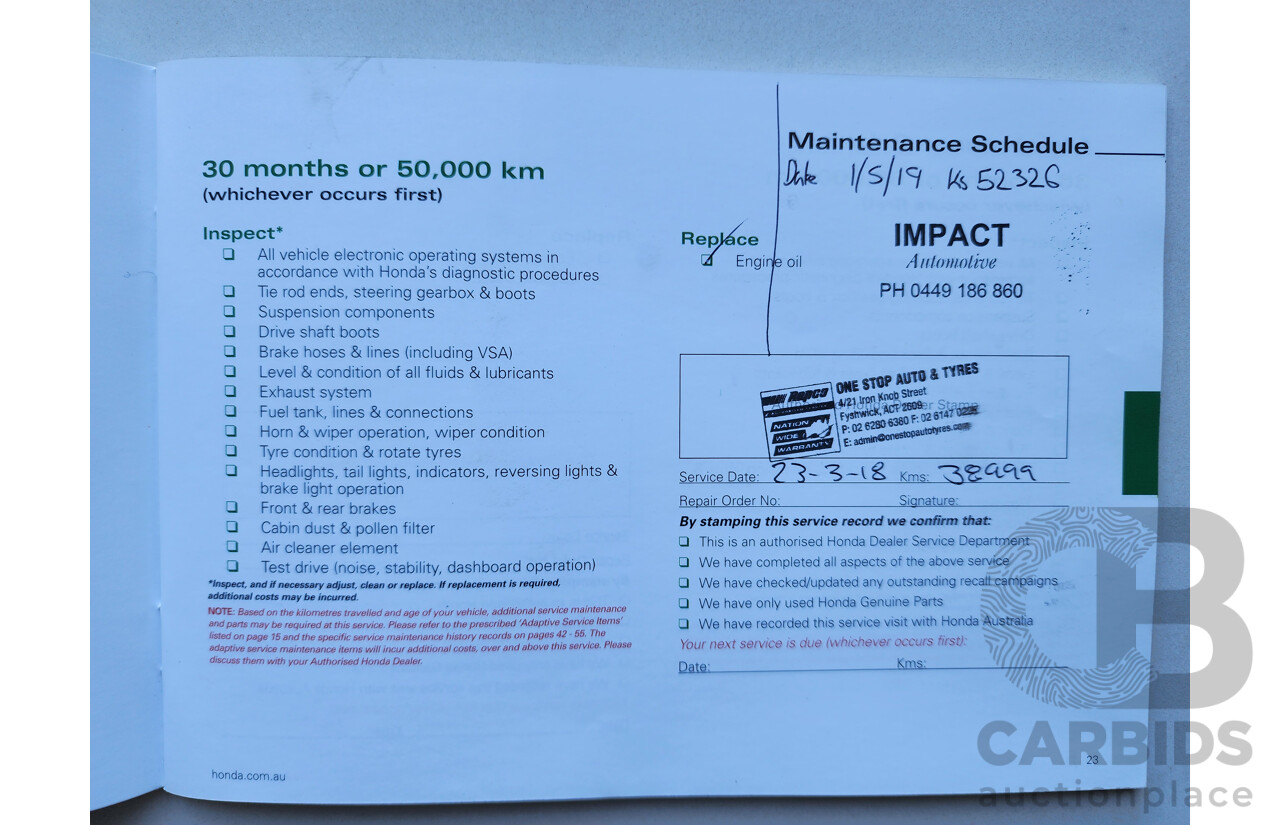 30 months or 50,000 km
(whichever occurs first)
Inspect*
❏ All vehicle electronic operating systems in
accordance with Honda's diagnostic procedures
❏ Tie rod ends, steering gearbox & boots
❏ Suspension components
❏ Drive shaft boots
❏ Brake hoses & lines (including VSA)
❏ Level & condition of all fluids & lubricants
❏ Exhaust system
❏ Fuel tank, lines & connections
❏ Horn & wiper operation, wiper condition
❏ Tyre condition & rotate tyres
❏ Headlights, tail lights, indicators, reversing lights &
brake light operation
❏ Front & rear brakes
❏ Cabin dust & pollen filter
❏ Air cleaner element
❏ Test drive (noise, stability, dashboard operation)
*Inspect, and if necessary adjust, clean or replace. If replacement is required,
additional costs may be incurred.
NOTE: Based on the kilometres travelled and age of your vehicle, additional service maintenance
and parts may be required at this service. Please refer to the prescribed 'Adaptive Service Items'
listed on page 15 and the specific service maintenance history records on pages 42 - 55. The
adaptive service maintenance items will incur additional costs, over and above this service. Please
discuss them with your Authorised Honda Dealer.
honda.com.au
Maintenance Schedule
Date 1/5/19 Ks 52326
IMPACT
Automotive
PH 0449 186 860
Replace
❏ Engine oil
Repco
NATION
WIDE
WARRANTY
ONE STOP AUTO & TYRES
4/21 Iron Knob Street
Fyshwick, ACT 2609
P: 02 6280 6380 F: 02 6147
E: admin@onestopautotyres.com
Service Date: 23-3-18 Kms: 38999
Repair Order No: Signature:
By stamping this service record we confirm that:
❏ This is an authorised Honda Dealer Service Department
❏ We have completed all aspects of the above service
❏ We have checked/updated any outstanding recall campaigns
❏ We have only used Honda Genuine Parts
❏ We have recorded this service visit with Honda Australia
Your next service is due (whichever occurs first):
Date: Kms:
23
CB
CARBIDS
auctionplace